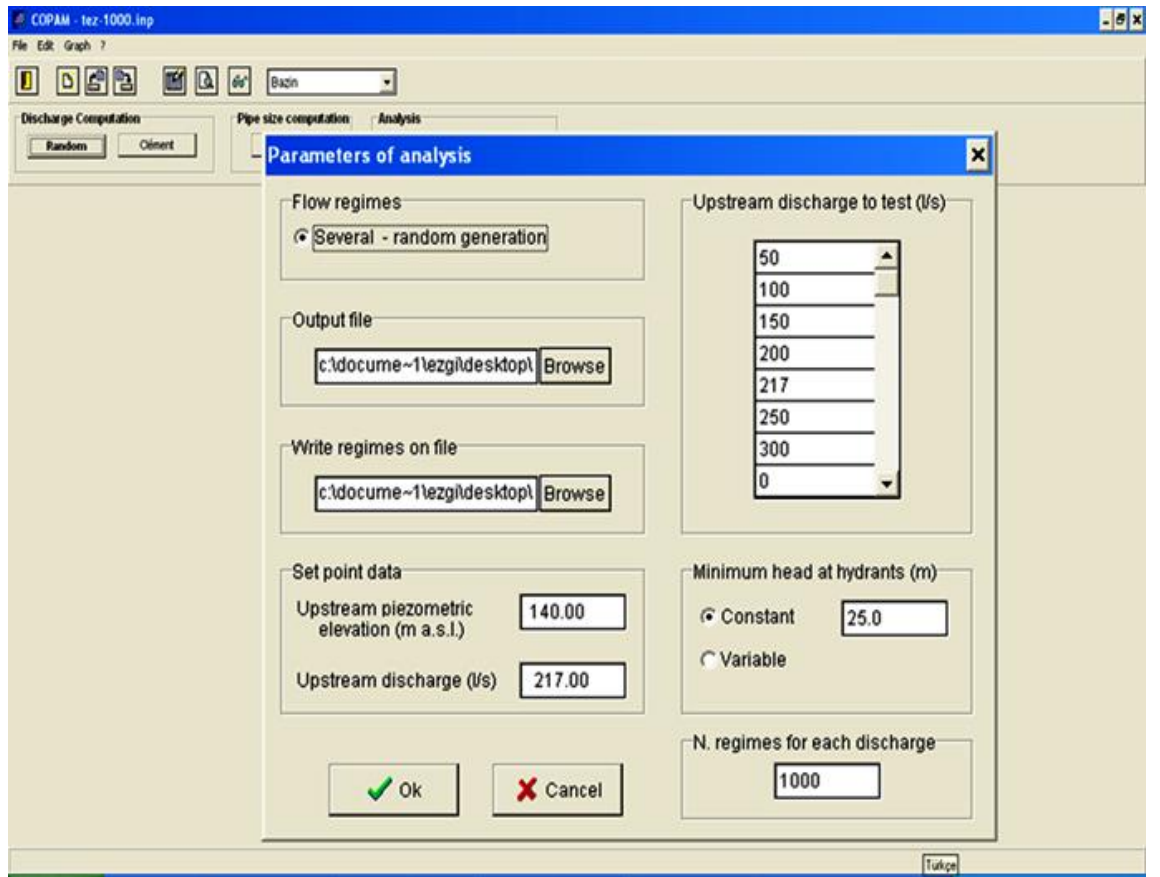 COPAM - tez-1000.inp
File Edit Graph ?
Bazin
Discharge Computation
Random
Clément
Pipe size computation
Analysis
Parameters of analysis
Flow regimes
Several - random generation
Output file
c:\docume~1\ezgi\desktop\ Browse
Write regimes on file
c:\docume~1\ezgi\desktop\ Browse
Set point data
Upstream piezometric
elevation (m a.s.l.)
140.00
Upstream discharge (l/s) 217.00
Ok
Cancel
Upstream discharge to test (l/s)
50
100
150
200
217
250
300
0
Minimum head at hydrants (m)
Constant 25.0
Variable
N. regimes for each discharge
1000
Türkçe